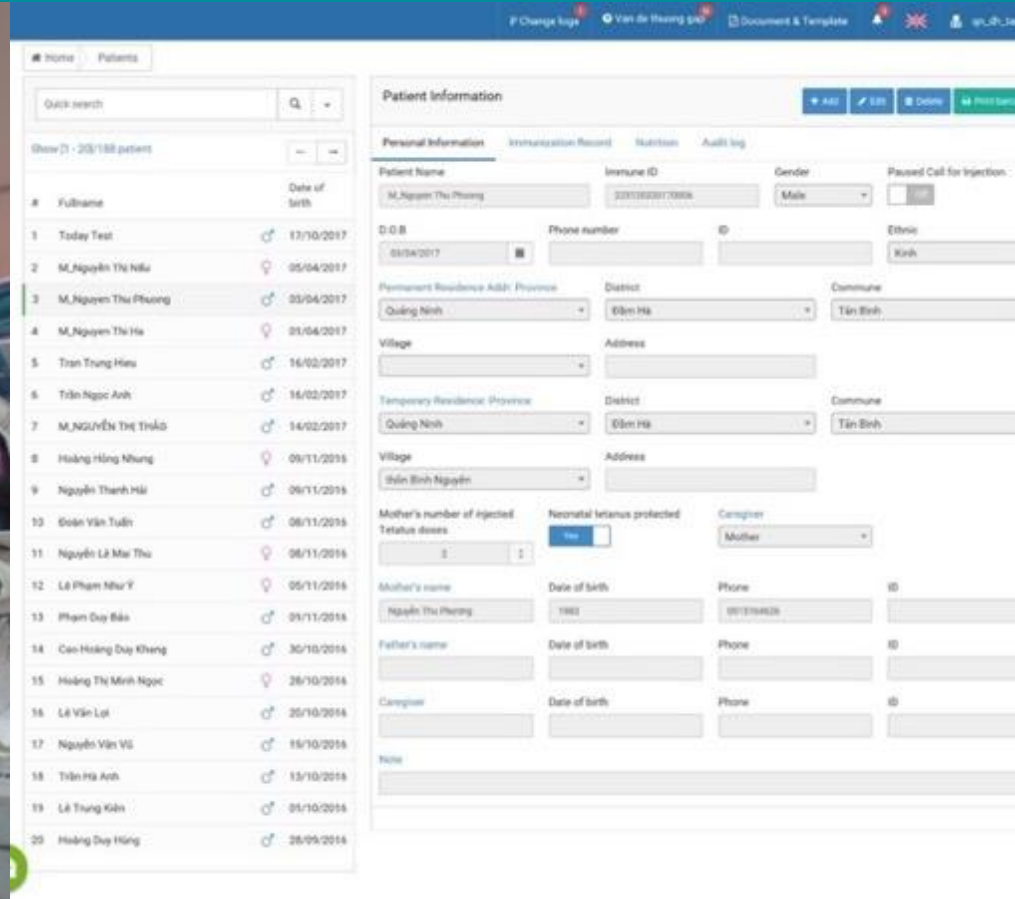 Change logs Van de thuong gap Document & Template
Home Patients
Quick search
Show [1 - 20]/188 patient
# Fullname Date of birth
1 Today Test 17/10/2017
2 M_Nguyễn Thị Nấu 05/04/2017
3 M_Nguyen Thu Phuong 03/04/2017
4 M_Nguyen Thi Ha 01/04/2017
5 Tran Trung Hieu 16/02/2017
6 Trần Ngọc Anh 16/02/2017
7 M_NGUYỄN THỊ THẢO 14/02/2017
8 Hoàng Hồng Nhung 09/11/2016
9 Nguyễn Thanh Hải 09/11/2016
10 Đoàn Văn Tuấn 08/11/2016
11 Nguyễn Lê Mai Thu 08/11/2016
12 Lê Phạm Như Ý 05/11/2016
13 Phạm Duy Bảo 01/11/2016
14 Cao Hoàng Duy Khang 30/10/2016
15 Hoàng Thị Minh Ngọc 28/10/2016
16 Lê Văn Lợi 20/10/2016
17 Nguyễn Văn Vũ 19/10/2016
18 Trần Hà Anh 13/10/2016
19 Lê Trung Kiên 01/10/2016
20 Hoàng Duy Hùng 28/09/2016
Patient Information
Add Edit Delete Print
Personal Information Immunization Record Nutrition Audit log
Patient Name Immune ID Gender Paused Call for Injection
M_Nguyen Thu Phuong Male Off
D.O.B Phone number ID Ethnic
03/04/2017 Kinh
Permanent Residence Addr: Province District Commune
Quảng Ninh Đầm Hà Tân Bình
Village Address
Temporary Residence: Province District Commune
Quảng Ninh Đầm Hà Tân Bình
Village Address
thôn Bình Nguyên
Mother's number of injected Neonatal tetanus protected Caregiver
Tetatus doses Yes Mother
Mother's name Date of birth Phone ID
Nguyễn Thu Phương
Father's name Date of birth Phone ID
Caregiver Date of birth Phone ID
Note